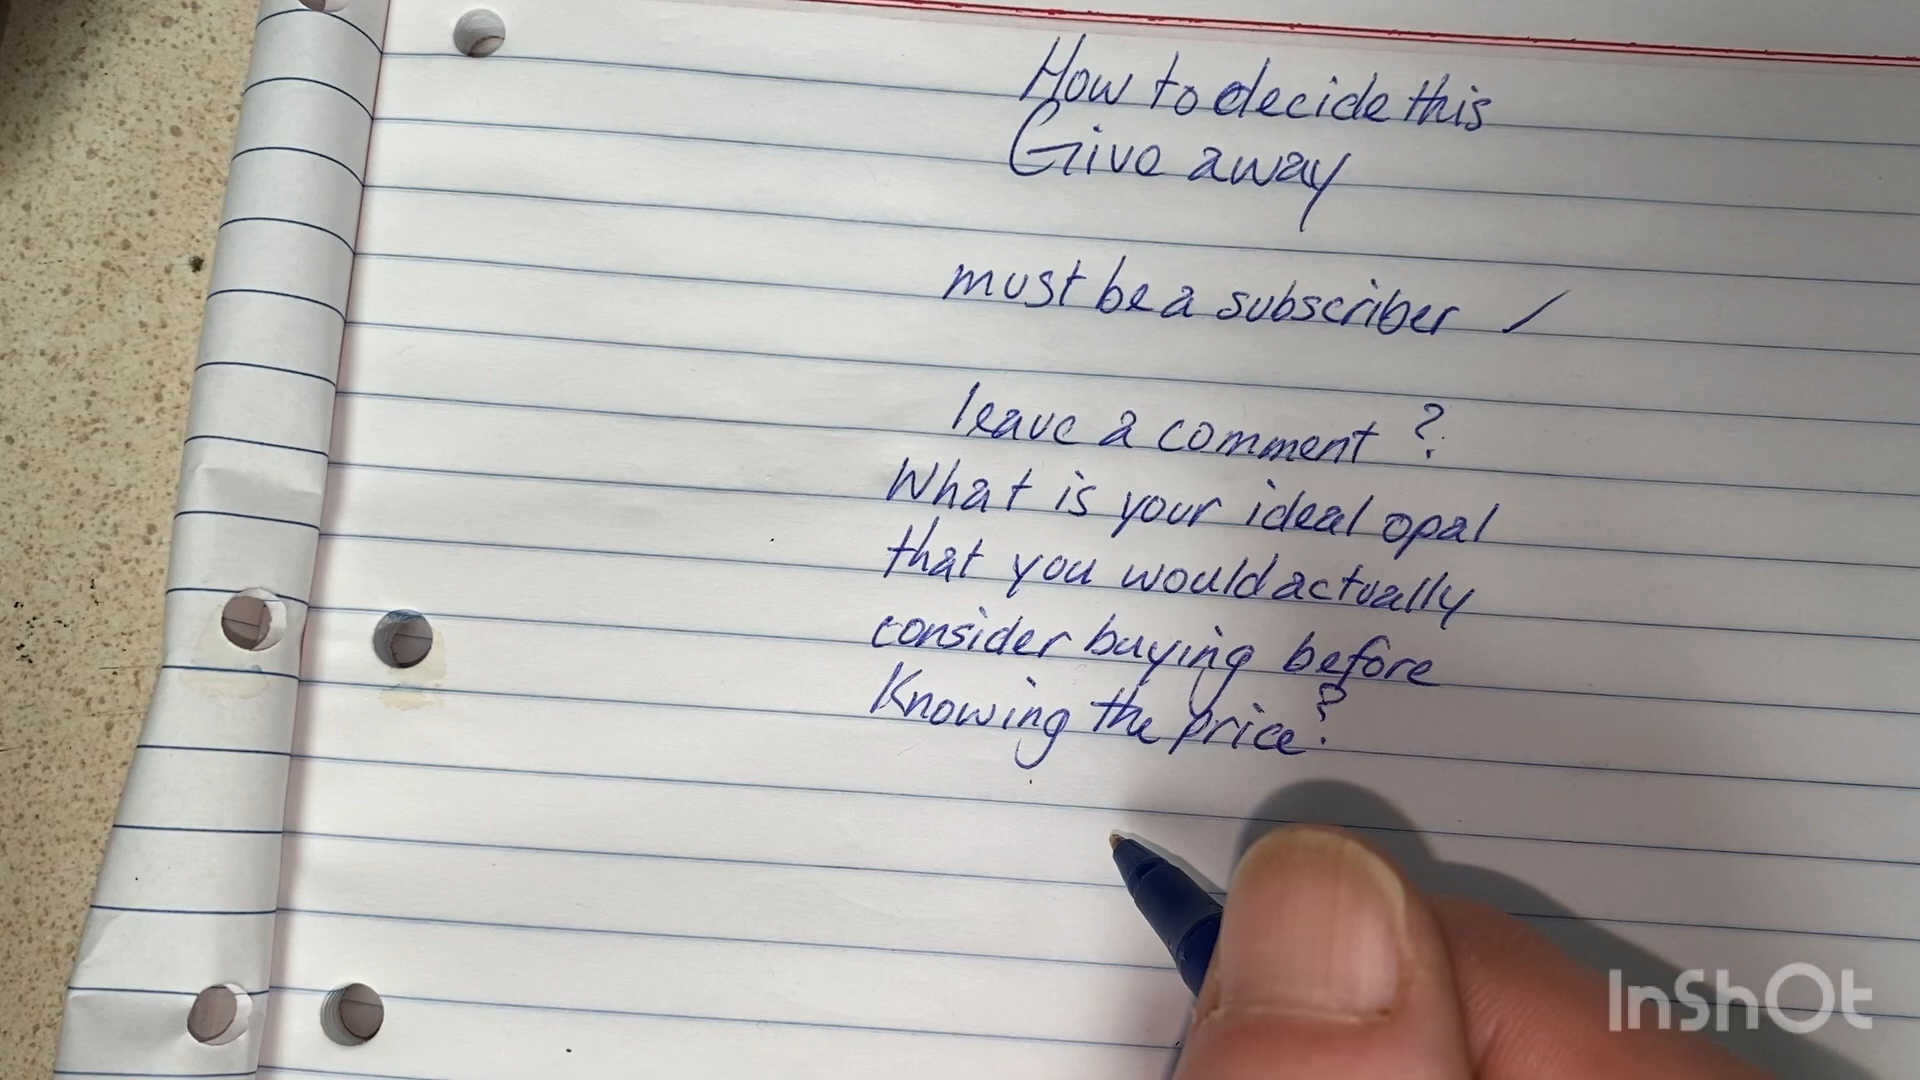 How to decide this
Give away
must be a subscriber /
leave a comment ?
What is your ideal opal
that you would actually
consider buying before
Knowing the price?
InShOt